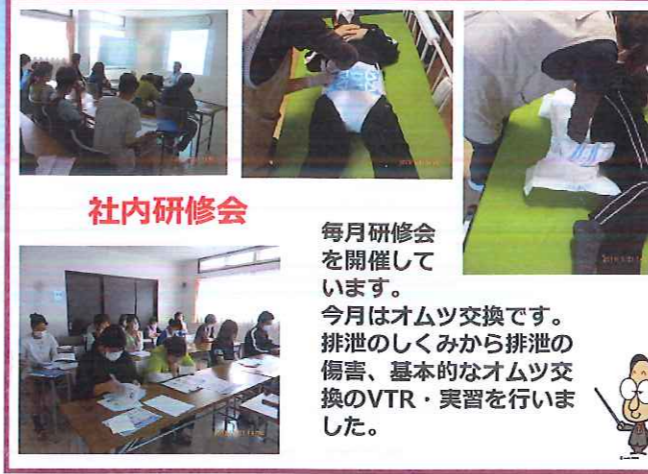 社内研修会
毎月研修会
を開催して
います。
今月はオムツ交換です。
排泄のしくみから排泄の
傷害、基本的なオムツ交
換のVTR・実習を行いま
した。